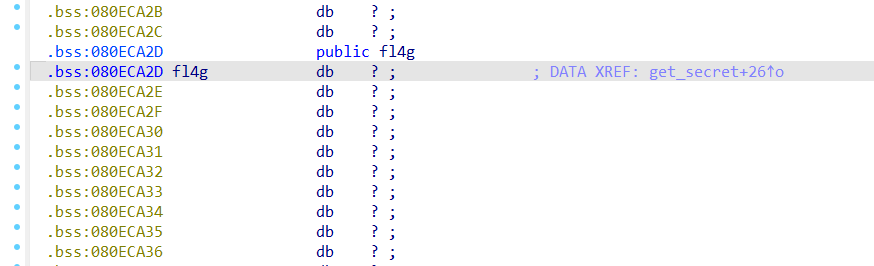 .bss:080ECA2B db ? ;
.bss:080ECA2C db ? ;
.bss:080ECA2D public fl4g
.bss:080ECA2D fl4g db ? ; ; DATA XREF: get_secret+26↑o
.bss:080ECA2E db ? ;
.bss:080ECA2F db ? ;
.bss:080ECA30 db ? ;
.bss:080ECA31 db ? ;
.bss:080ECA32 db ? ;
.bss:080ECA33 db ? ;
.bss:080ECA34 db ? ;
.bss:080ECA35 db ? ;
.bss:080ECA36 db ? ;